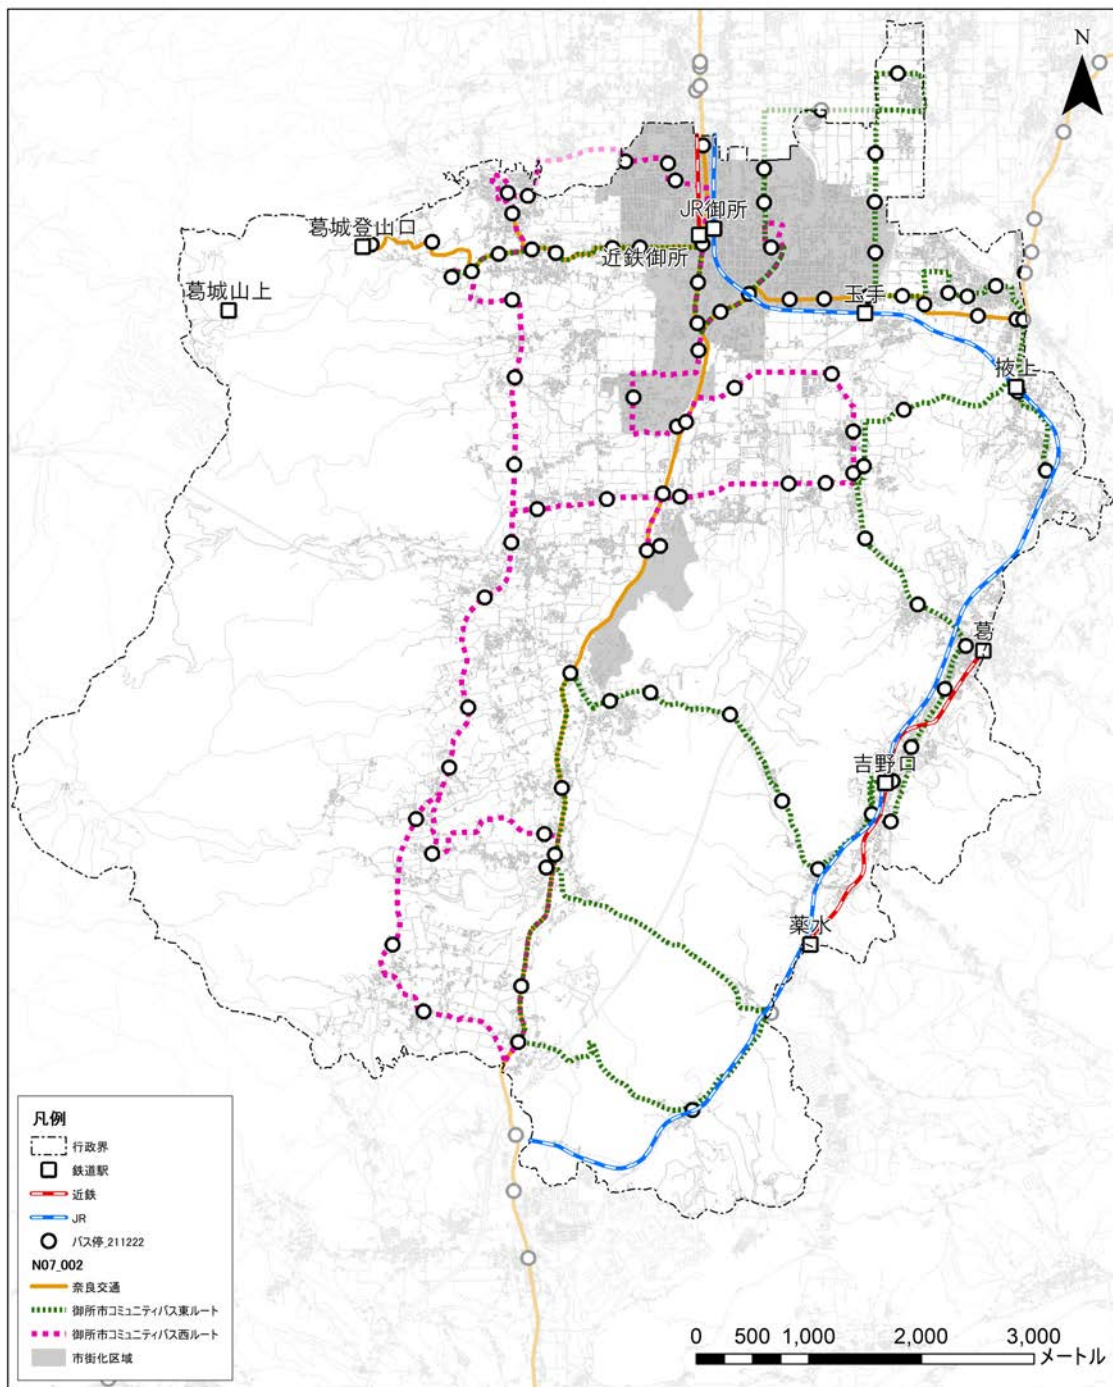 N
JR御所
葛城登山口
近鉄御所
葛城山上
玉手
掖上
葛
吉野口
薬水
凡例
行政界
鉄道駅
近鉄
JR
バス停_211222
N07_002
奈良交通
御所市コミュニティバス東ルート
御所市コミュニティバス西ルート
市街化区域
0 500 1,000 2,000 3,000
メートル